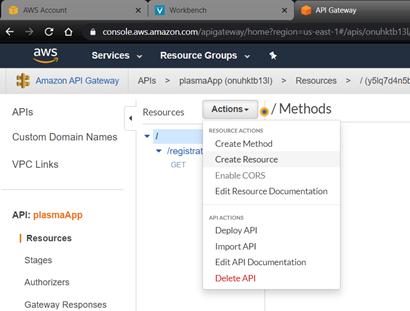 AWS Account
Workbench
API Gateway
console.aws.amazon.com/apigateway/home?region=us-east-1#/apis/onuhktb13l/
aws
Services
Resource Groups
Amazon API Gateway
APIs > plasmaApp (onuhktb13l) > Resources > / (y5lq7d4n5b
APIs
Custom Domain Names
VPC Links
API: plasmaApp
Resources
Stages
Authorizers
Gateway Responses
Resources
Actions
/ Methods
/
/registrat
GET
RESOURCE ACTIONS
Create Method
Create Resource
Enable CORS
Edit Resource Documentation
API ACTIONS
Deploy API
Import API
Edit API Documentation
Delete API